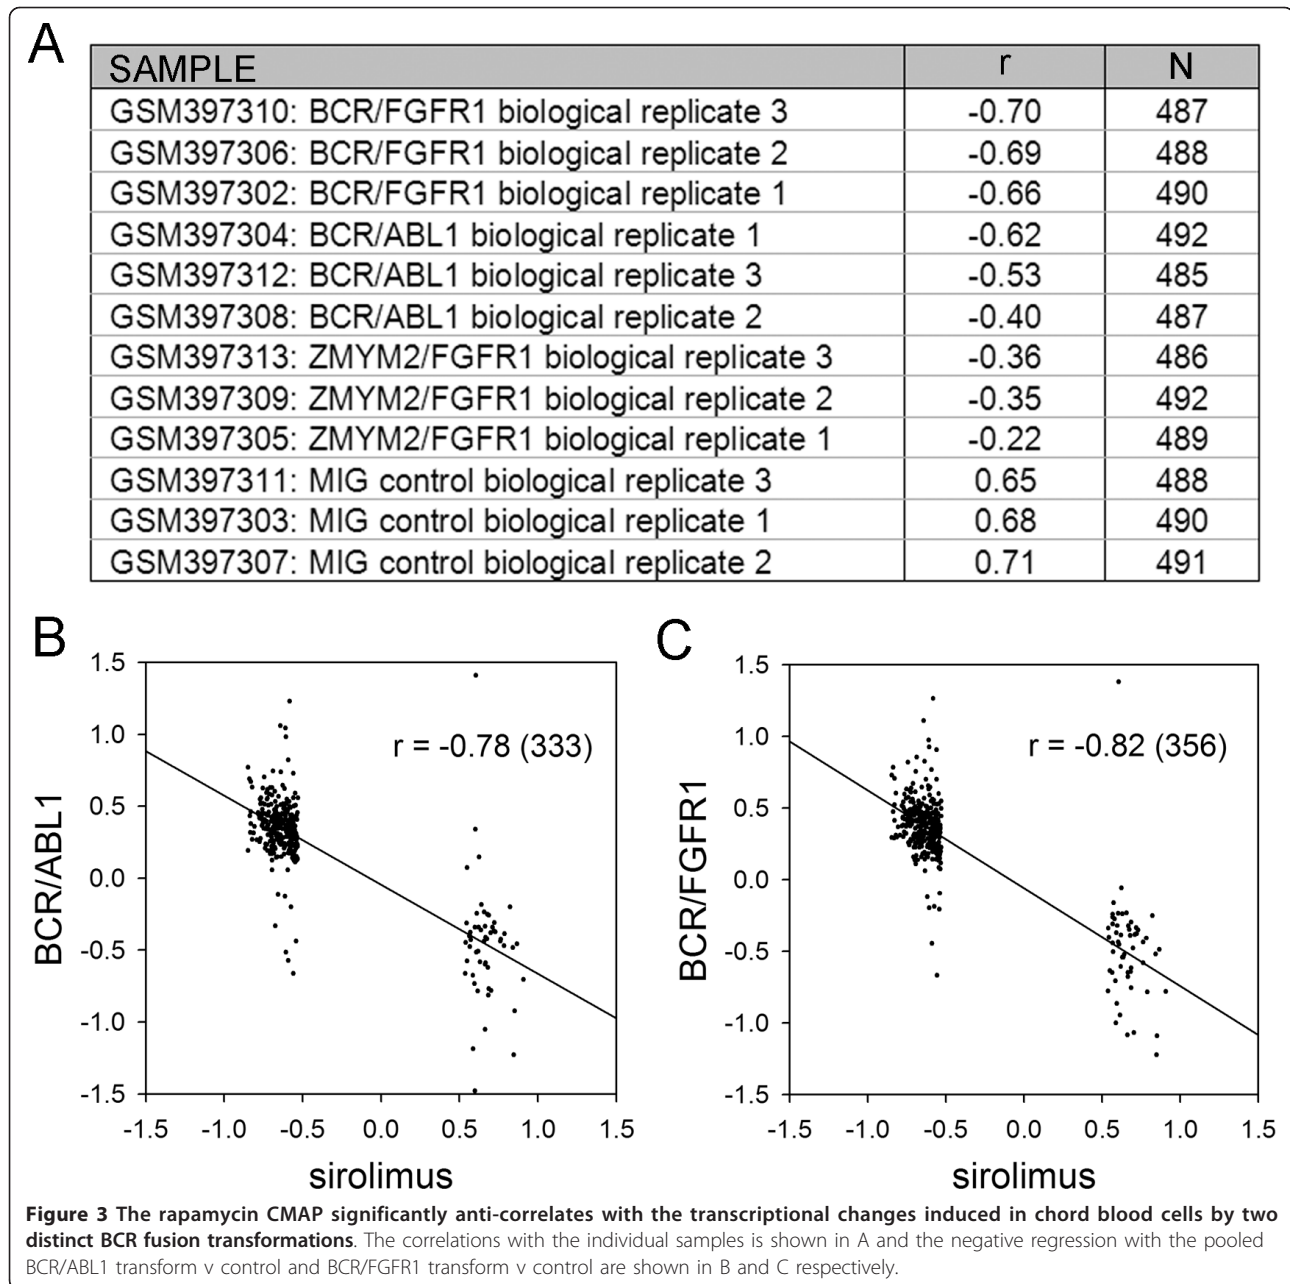 A
SAMPLE r N
GSM397310: BCR/FGFR1 biological replicate 3 -0.70 487
GSM397306: BCR/FGFR1 biological replicate 2 -0.69 488
GSM397302: BCR/FGFR1 biological replicate 1 -0.66 490
GSM397304: BCR/ABL1 biological replicate 1 -0.62 492
GSM397312: BCR/ABL1 biological replicate 3 -0.53 485
GSM397308: BCR/ABL1 biological replicate 2 -0.40 487
GSM397313: ZMYM2/FGFR1 biological replicate 3 -0.36 486
GSM397309: ZMYM2/FGFR1 biological replicate 2 -0.35 492
GSM397305: ZMYM2/FGFR1 biological replicate 1 -0.22 489
GSM397311: MIG control biological replicate 3 0.65 488
GSM397303: MIG control biological replicate 1 0.68 490
GSM397307: MIG control biological replicate 2 0.71 491
B
1.5
1.0
0.5
0.0
-0.5
-1.0
-1.5
BCR/ABL1
r = -0.78 (333)
-1.5 -1.0 -0.5 0.0 0.5 1.0 1.5
sirolimus
C
1.5
1.0
0.5
0.0
-0.5
-1.0
-1.5
BCR/FGFR1
r = -0.82 (356)
-1.5 -1.0 -0.5 0.0 0.5 1.0 1.5
sirolimus
Figure 3 The rapamycin CMAP significantly anti-correlates with the transcriptional changes induced in chord blood cells by two
distinct BCR fusion transformations. The correlations with the individual samples is shown in A and the negative regression with the pooled
BCR/ABL1 transform v control and BCR/FGFR1 transform v control are shown in B and C respectively.